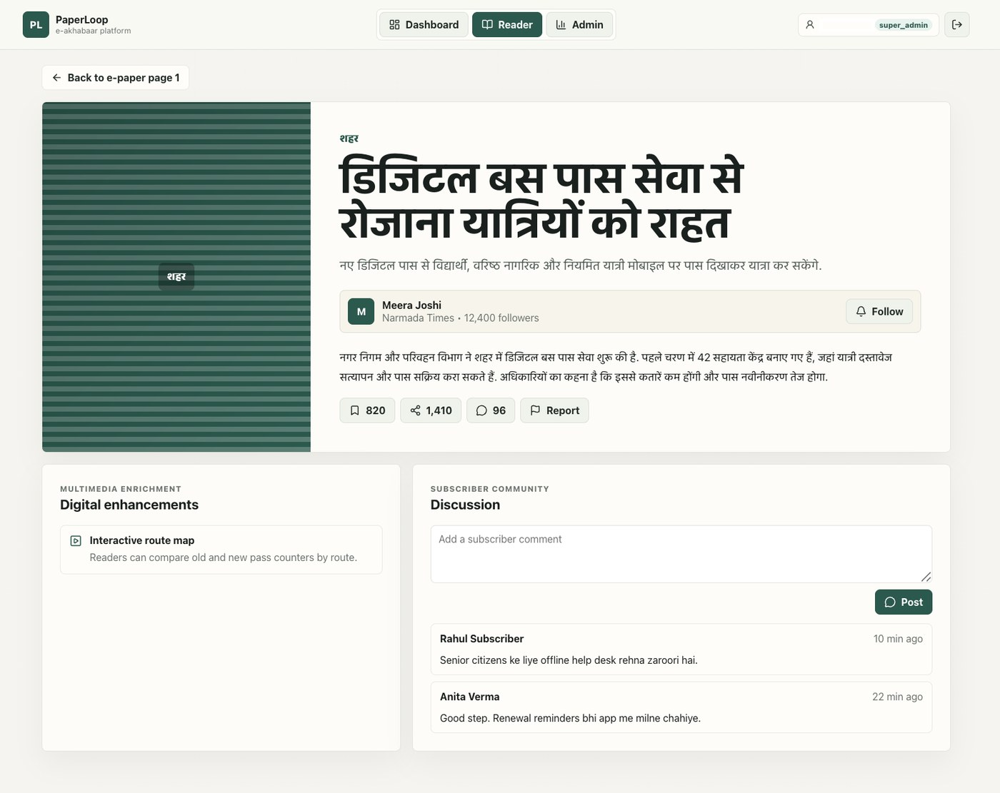 PL
PaperLoop
e-akhabaar platform
Dashboard
Reader
Admin
super_admin
Back to e-paper page 1
शहर
शहर
डिजिटल बस पास सेवा से
रोजाना यात्रियों को राहत
नए डिजिटल पास से विद्यार्थी, वरिष्ठ नागरिक और नियमित यात्री मोबाइल पर पास दिखाकर यात्रा कर सकेंगे.
M
Meera Joshi
Narmada Times • 12,400 followers
Follow
नगर निगम और परिवहन विभाग ने शहर में डिजिटल बस पास सेवा शुरू की है. पहले चरण में 42 सहायता केंद्र बनाए गए हैं, जहां यात्री दस्तावेज
सत्यापन और पास सक्रिय करा सकते हैं. अधिकारियों का कहना है कि इससे कतारें कम होंगी और पास नवीनीकरण तेज होगा.
820
1,410
96
Report
MULTIMEDIA ENRICHMENT
Digital enhancements
Interactive route map
Readers can compare old and new pass counters by route.
SUBSCRIBER COMMUNITY
Discussion
Add a subscriber comment
Post
Rahul Subscriber
10 min ago
Senior citizens ke liye offline help desk rehna zaroori hai.
Anita Verma
22 min ago
Good step. Renewal reminders bhi app me milne chahiye.